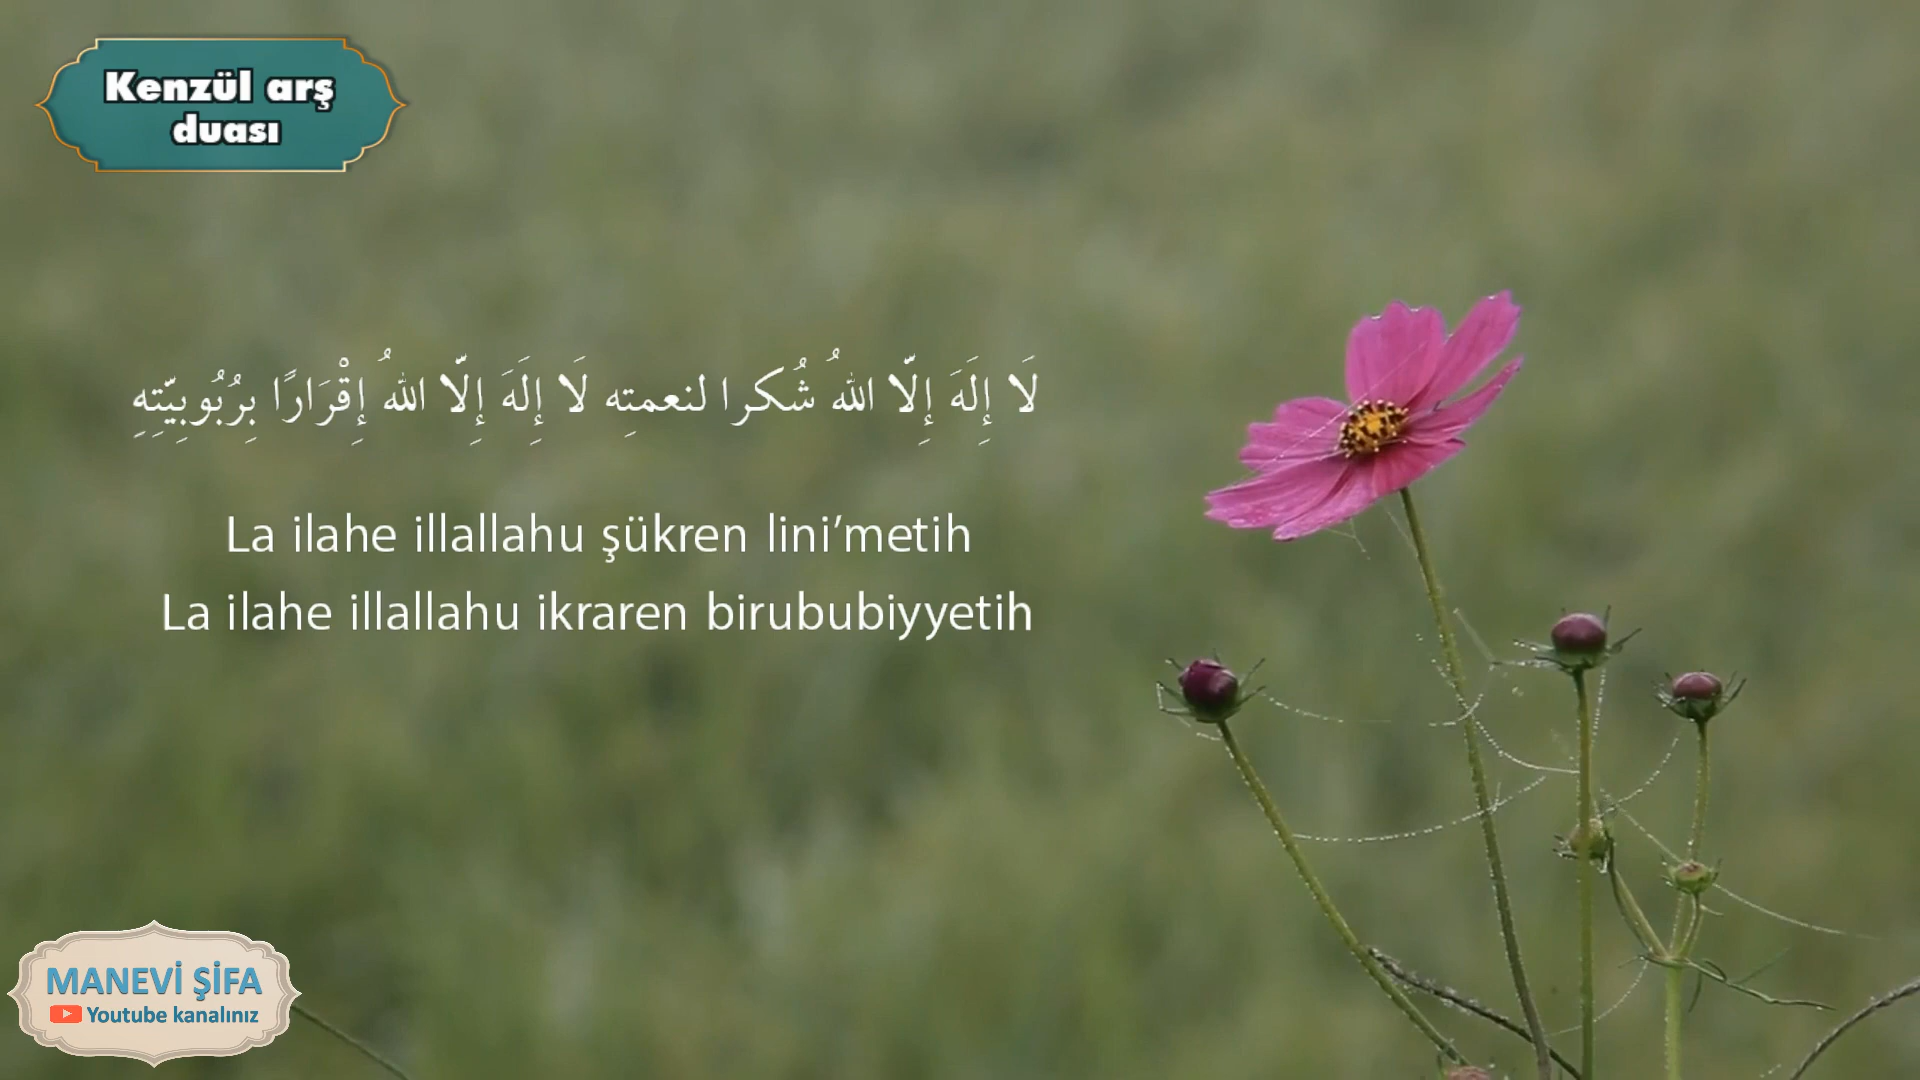 Kenzül arş
duası
لَا إِلَهَ إِلَّا اللهُ شُكرا لنعمتِه لَا إِلَهَ إِلَّا اللهُ إِقْرَارًا بِرُبُوبِيّتِهِ
La ilahe illallahu şükren lini’metih
La ilahe illallahu ikraren birububiyyetih
MANEVİ ŞİFA
Youtube kanalınız